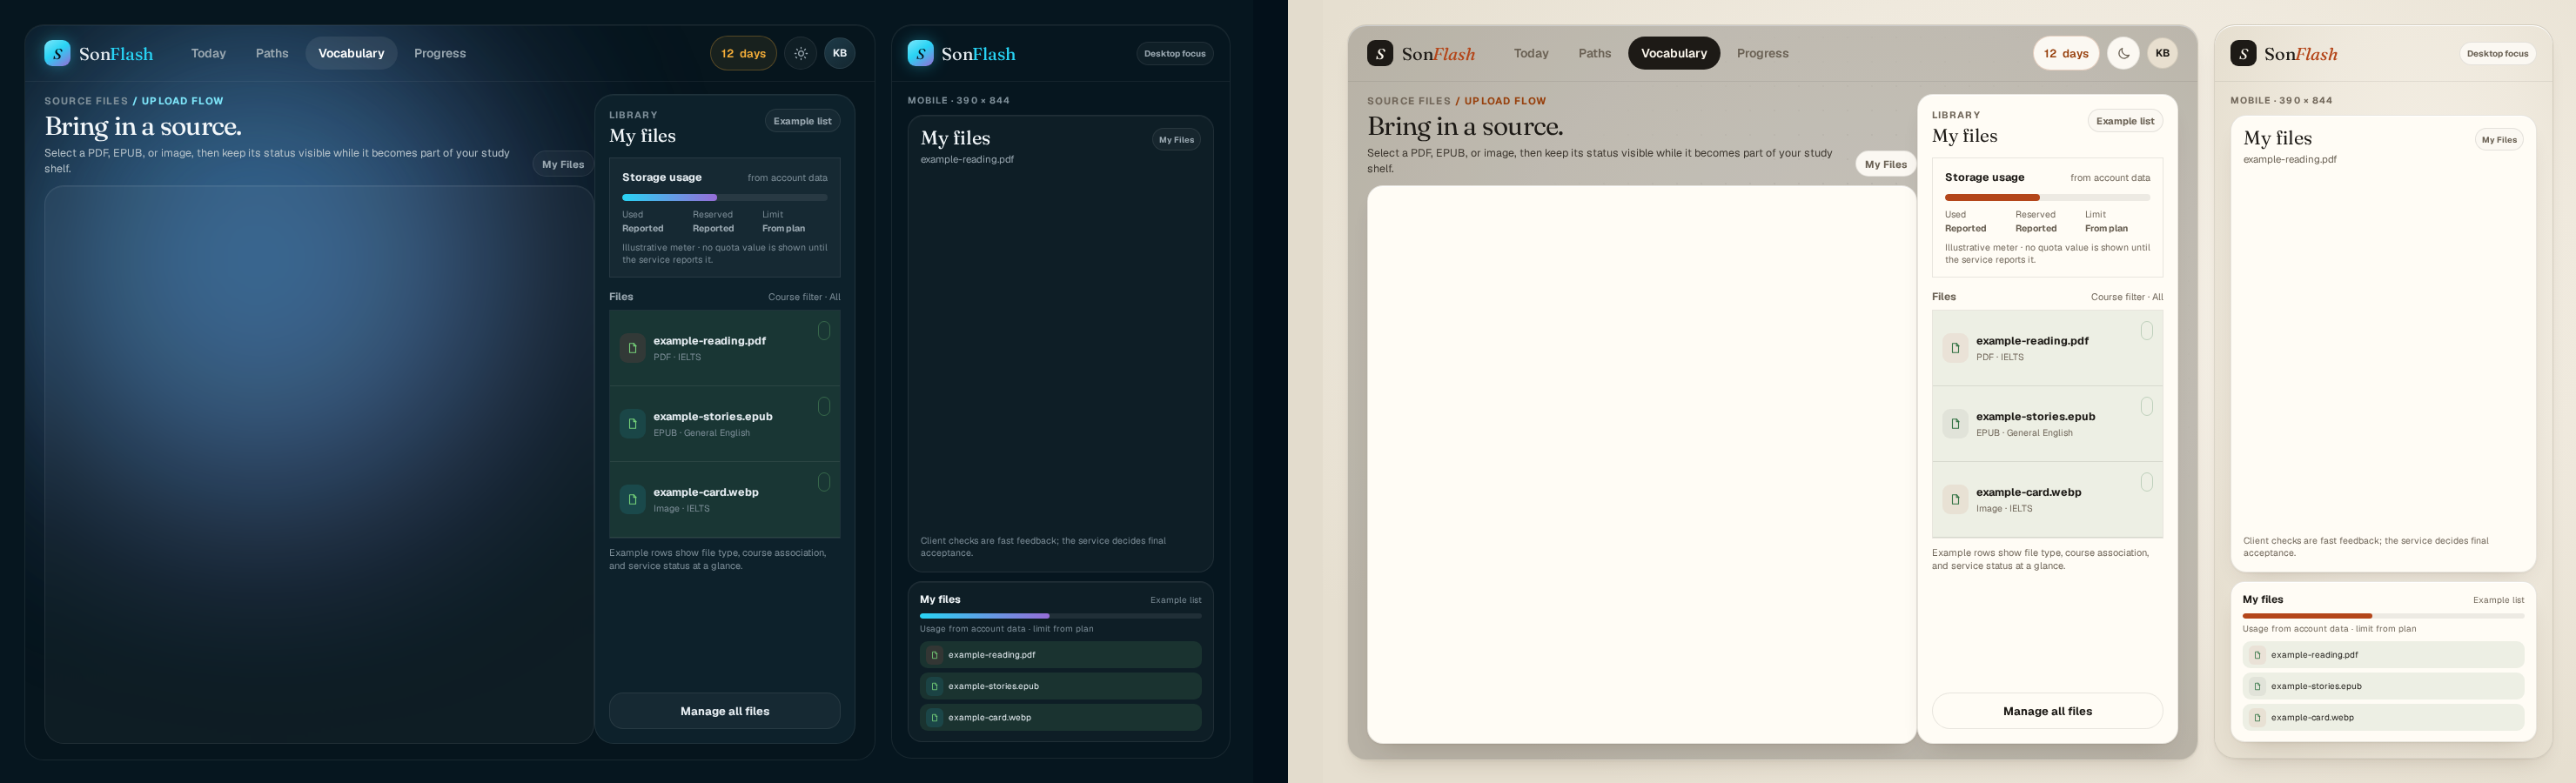 S SonFlash Today Paths Vocabulary Progress 12 days KB
SOURCE FILES / UPLOAD FLOW
Bring in a source.
Select a PDF, EPUB, or image, then keep its status visible while it becomes part of your study
shelf.
My Files
LIBRARY
My files
Example list
Storage usage from account data
Used Reserved Limit
Reported Reported From plan
Illustrative meter · no quota value is shown until
the service reports it.
Files Course filter · All
example-reading.pdf
PDF · IELTS
example-stories.epub
EPUB · General English
example-card.webp
Image · IELTS
Example rows show file type, course association,
and service status at a glance.
Manage all files
S SonFlash Desktop focus
MOBILE · 390 × 844
My files My Files
example-reading.pdf
Client checks are fast feedback; the service decides final
acceptance.
My files Example list
Usage from account data · limit from plan
example-reading.pdf
example-stories.epub
example-card.webp
S SonFlash Today Paths Vocabulary Progress 12 days KB
SOURCE FILES / UPLOAD FLOW
Bring in a source.
Select a PDF, EPUB, or image, then keep its status visible while it becomes part of your study
shelf.
My Files
LIBRARY
My files
Example list
Storage usage from account data
Used Reserved Limit
Reported Reported From plan
Illustrative meter · no quota value is shown until
the service reports it.
Files Course filter · All
example-reading.pdf
PDF · IELTS
example-stories.epub
EPUB · General English
example-card.webp
Image · IELTS
Example rows show file type, course association,
and service status at a glance.
Manage all files
S SonFlash Desktop focus
MOBILE · 390 × 844
My files My Files
example-reading.pdf
Client checks are fast feedback; the service decides final
acceptance.
My files Example list
Usage from account data · limit from plan
example-reading.pdf
example-stories.epub
example-card.webp